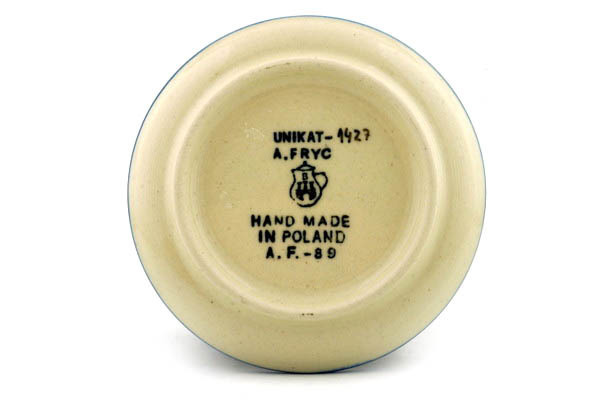 UNIKAT-1427
A.FRYC
B
HAND MADE
IN POLAND
A.F.-89